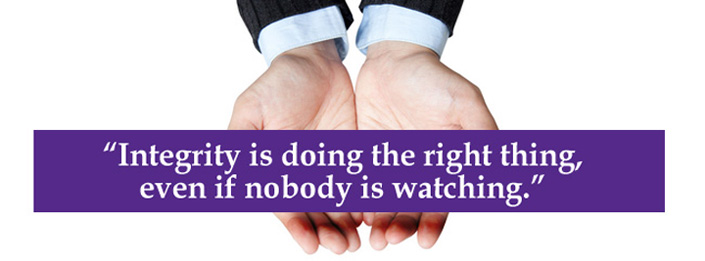 “Integrity is doing the right thing,
even if nobody is watching.”